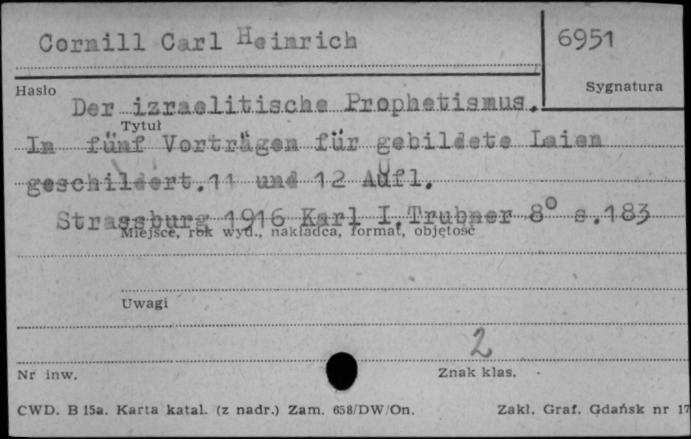 Cornill Carl Heinrich
6951
Hasło
Sygnatura
Der izraelitische Prophetismus.
Tytuł
In fünf Vorträgen für gebildete Laien
geschildert.11 und 12 Aufl.
Strassburg 1916 Karl I.Trubner 8° s.183
Miejsce, rok wyd., nakładca, format, objętość
Uwagi
2
Nr inw.
Znak klas.
CWD. B 15a. Karta katal. (z nadr.) Zam. 658/DW/On.
Zakł. Graf. Gdańsk nr 17